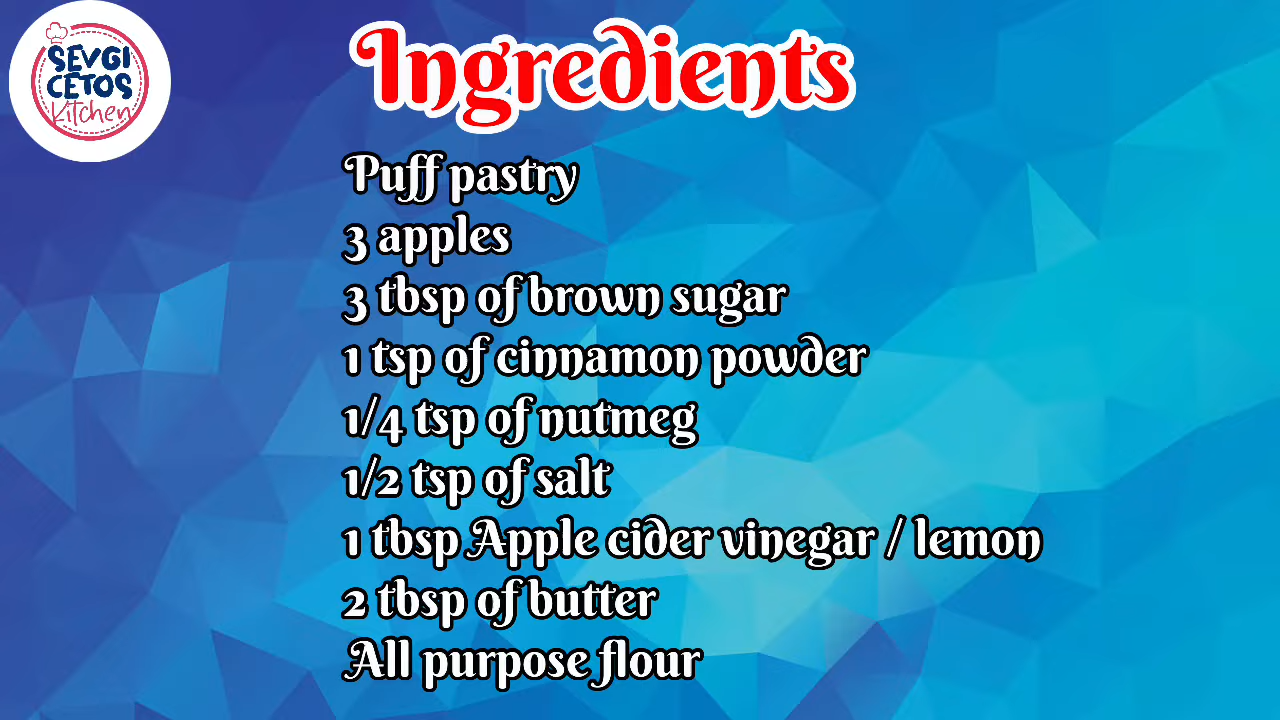 SEVGI
CETOS
Kitchen
Ingredients
Puff pastry
3 apples
3 tbsp of brown sugar
1 tsp of cinnamon powder
1/4 tsp of nutmeg
1/2 tsp of salt
1 tbsp Apple cider vinegar / lemon
2 tbsp of butter
All purpose flour